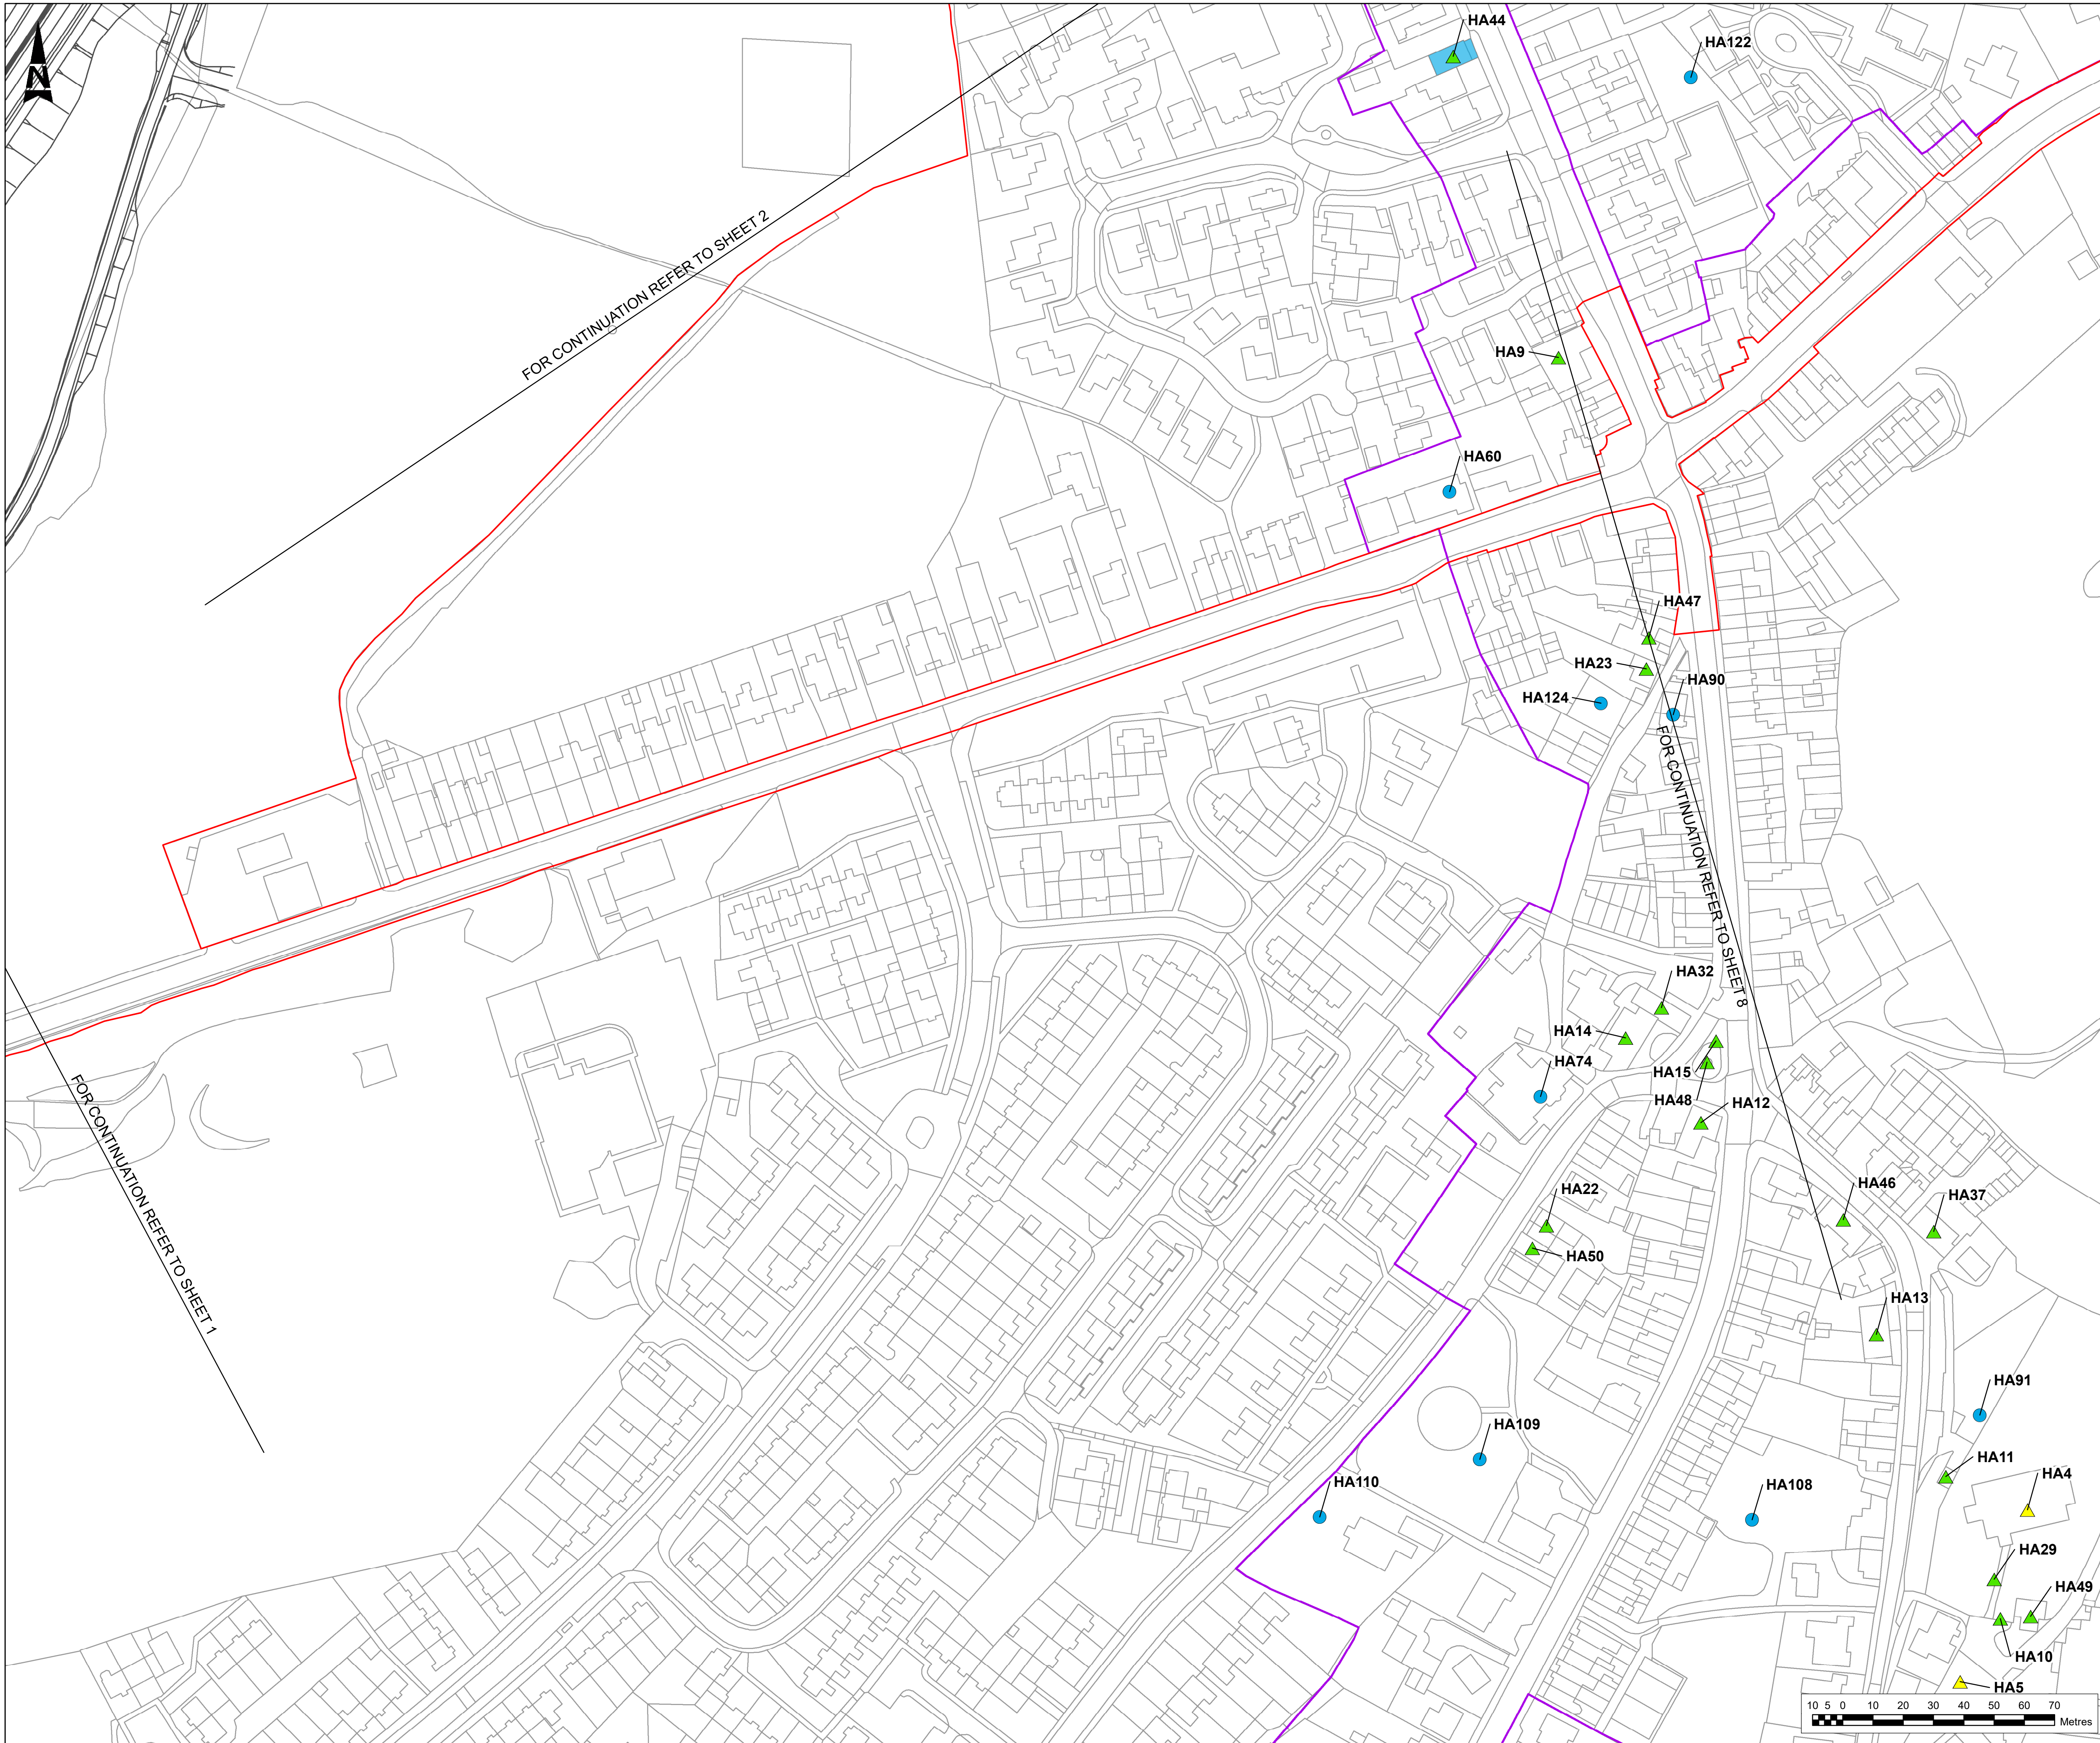 HA44
HA122
N
FOR CONTINUATION REFER TO SHEET 2
HA9
HA60
HA47
HA23
HA90
HA124
FOR CONTINUATION REFER TO SHEET 8
HA32
HA14
HA74
HA15
HA48
HA12
FOR CONTINUATION REFER TO SHEET 1
HA22
HA46
HA37
HA50
HA13
HA91
HA109
HA11
HA4
HA110
HA108
HA29
HA49
HA10
HA5
10 5 0 10 20 30 40 50 60 70
Metres